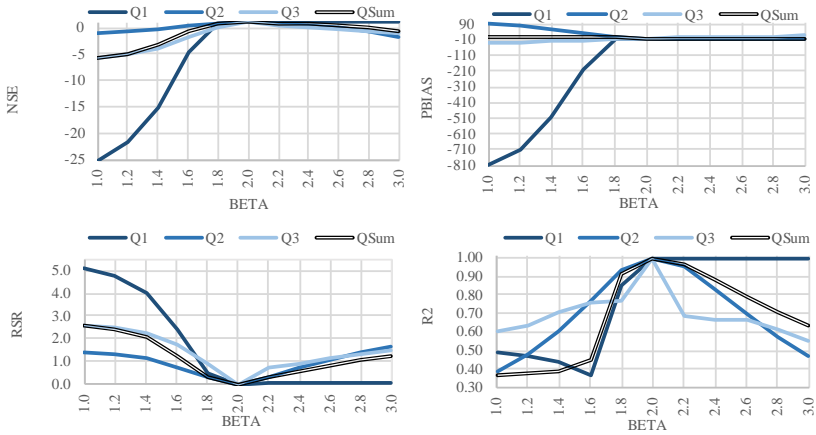 Q1 Q2 Q3 QSum
0
-5
-10
-15
-20
-25
NSE
1.0 1.2 1.4 1.6 1.8 2.0 2.2 2.4 2.6 2.8 3.0
BETA
Q1 Q2 Q3 QSum
90
-10
-110
-210
-310
-410
-510
-610
-710
-810
PBIAS
1.0 1.2 1.4 1.6 1.8 2.0 2.2 2.4 2.6 2.8 3.0
BETA
Q1 Q2 Q3 QSum
5.0
4.0
3.0
2.0
1.0
0.0
RSR
1.0 1.2 1.4 1.6 1.8 2.0 2.2 2.4 2.6 2.8 3.0
BETA
Q1 Q2 Q3 QSum
1.00
0.90
0.80
0.70
0.60
0.50
0.40
0.30
R2
1.0 1.2 1.4 1.6 1.8 2.0 2.2 2.4 2.6 2.8 3.0
BETA